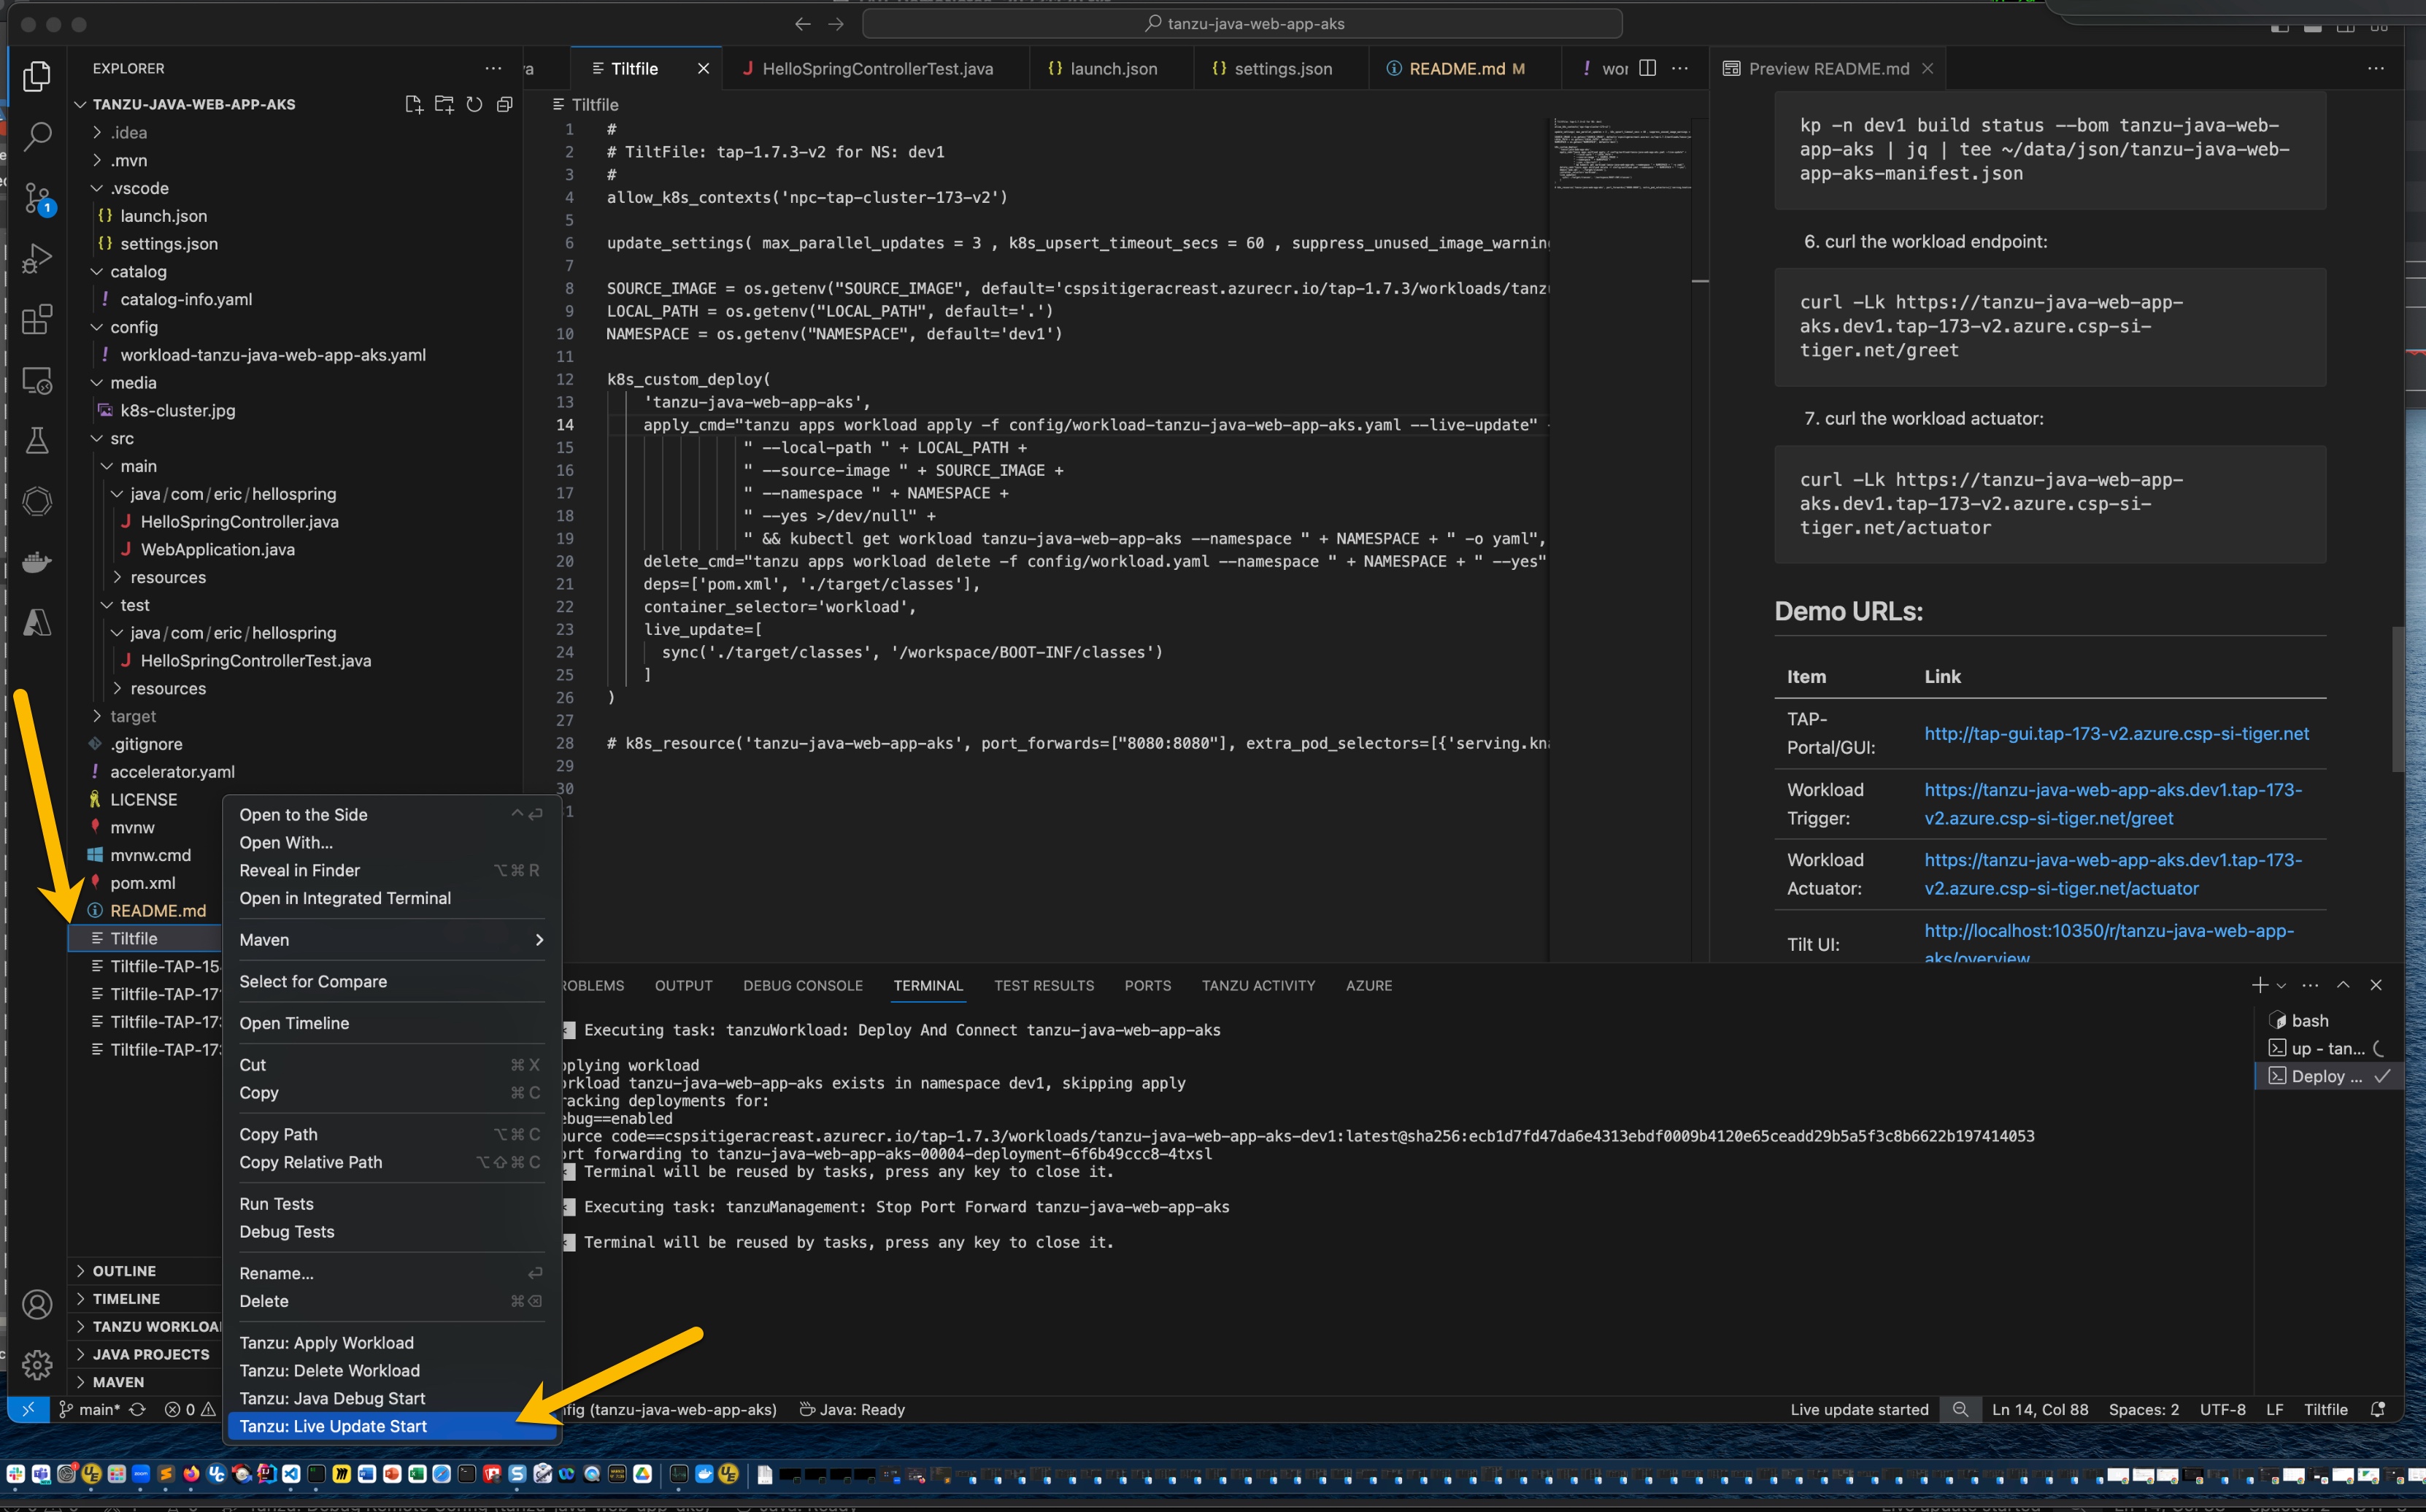 tanzu-java-web-app-aks
EXPLORER
TANZU-JAVA-WEB-APP-AKS
.idea
.mvn
.vscode
launch.json
settings.json
catalog
catalog-info.yaml
config
workload-tanzu-java-web-app-aks.yaml
media
k8s-cluster.jpg
src
main
java/com/eric/hellospring
HelloSpringController.java
WebApplication.java
resources
test
java/com/eric/hellospring
HelloSpringControllerTest.java
resources
target
.gitignore
accelerator.yaml
LICENSE
mvnw
mvnw.cmd
pom.xml
README.md
Tiltfile
Tiltfile-TAP-15
Tiltfile-TAP-17
Tiltfile-TAP-17
Tiltfile-TAP-17
OUTLINE
TIMELINE
TANZU WORKLOA
JAVA PROJECTS
MAVEN
Open to the Side
Open With...
Reveal in Finder ⌥⌘R
Open in Integrated Terminal
Maven
Select for Compare
Open Timeline
Cut ⌘X
Copy ⌘C
Copy Path ⌥⌘C
Copy Relative Path ⌥⇧⌘C
Run Tests
Debug Tests
Rename...
Delete
Tanzu: Apply Workload
Tanzu: Delete Workload
Tanzu: Java Debug Start
Tanzu: Live Update Start
va Tiltfile HelloSpringControllerTest.java launch.json settings.json README.md M wor
Tiltfile
1 #
2 # TiltFile: tap-1.7.3-v2 for NS: dev1
3 #
4 allow_k8s_contexts('npc-tap-cluster-173-v2')
5
6 update_settings( max_parallel_updates = 3 , k8s_upsert_timeout_secs = 60 , suppress_unused_image_warnin
7
8 SOURCE_IMAGE = os.getenv("SOURCE_IMAGE", default='cspsitigeracreast.azurecr.io/tap-1.7.3/workloads/tanz
9 LOCAL_PATH = os.getenv("LOCAL_PATH", default='.')
10 NAMESPACE = os.getenv("NAMESPACE", default='dev1')
11
12 k8s_custom_deploy(
13 'tanzu-java-web-app-aks',
14 apply_cmd="tanzu apps workload apply -f config/workload-tanzu-java-web-app-aks.yaml --live-update"
15 " --local-path " + LOCAL_PATH +
16 " --source-image " + SOURCE_IMAGE +
17 " --namespace " + NAMESPACE +
18 " --yes >/dev/null" +
19 " && kubectl get workload tanzu-java-web-app-aks --namespace " + NAMESPACE + " -o yaml",
20 delete_cmd="tanzu apps workload delete -f config/workload.yaml --namespace " + NAMESPACE + " --yes"
21 deps=['pom.xml', './target/classes'],
22 container_selector='workload',
23 live_update=[
24 sync('./target/classes', '/workspace/BOOT-INF/classes')
25 ]
26 )
27
28 # k8s_resource('tanzu-java-web-app-aks', port_forwards=["8080:8080"], extra_pod_selectors=[{'serving.kn
29
30
31
Preview README.md
kp -n dev1 build status --bom tanzu-java-web-
app-aks | jq | tee ~/data/json/tanzu-java-web-
app-aks-manifest.json
6. curl the workload endpoint:
curl -Lk https://tanzu-java-web-app-
aks.dev1.tap-173-v2.azure.csp-si-
tiger.net/greet
7. curl the workload actuator:
curl -Lk https://tanzu-java-web-app-
aks.dev1.tap-173-v2.azure.csp-si-
tiger.net/actuator
Demo URLs:
Item Link
TAP-
Portal/GUI: http://tap-gui.tap-173-v2.azure.csp-si-tiger.net
Workload https://tanzu-java-web-app-aks.dev1.tap-173-
Trigger: v2.azure.csp-si-tiger.net/greet
Workload https://tanzu-java-web-app-aks.dev1.tap-173-
Actuator: v2.azure.csp-si-tiger.net/actuator
Tilt UI: http://localhost:10350/r/tanzu-java-web-app-
aks/overview
ROBLEMS OUTPUT DEBUG CONSOLE TERMINAL TEST RESULTS PORTS TANZU ACTIVITY AZURE
Executing task: tanzuWorkload: Deploy And Connect tanzu-java-web-app-aks
pplying workload
orkload tanzu-java-web-app-aks exists in namespace dev1, skipping apply
racking deployments for:
ebug==enabled
ource code==cspsitigeracreast.azurecr.io/tap-1.7.3/workloads/tanzu-java-web-app-aks-dev1:latest@sha256:ecb1d7fd47da6e4313ebdf0009b4120e65ceadd29b5a5f3c8b6622b197414053
ort forwarding to tanzu-java-web-app-aks-00004-deployment-6f6b49ccc8-4txsl
Terminal will be reused by tasks, press any key to close it.
Executing task: tanzuManagement: Stop Port Forward tanzu-java-web-app-aks
Terminal will be reused by tasks, press any key to close it.
bash
up - tan...
Deploy ...
main* 0 fig (tanzu-java-web-app-aks) Java: Ready Live update started Ln 14, Col 88 Spaces: 2 UTF-8 LF Tiltfile